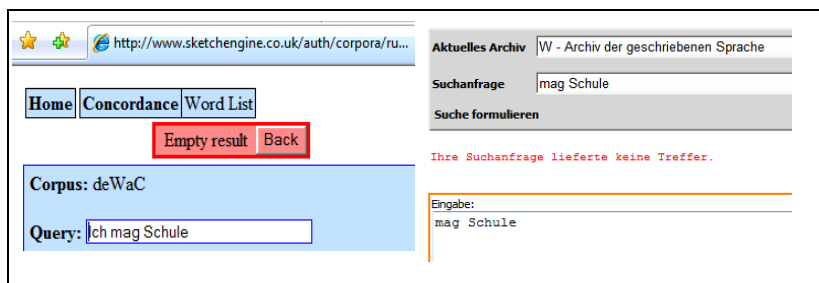 http://www.sketchengine.co.uk/auth/corpora/ru...
Home Concordance Word List
Empty result Back
Corpus: deWaC
Query: Ich mag Schule
Aktuelles Archiv W - Archiv der geschriebenen Sprache
Suchanfrage mag Schule
Suche formulieren
Ihre Suchanfrage lieferte keine Treffer.
Eingabe:
mag Schule